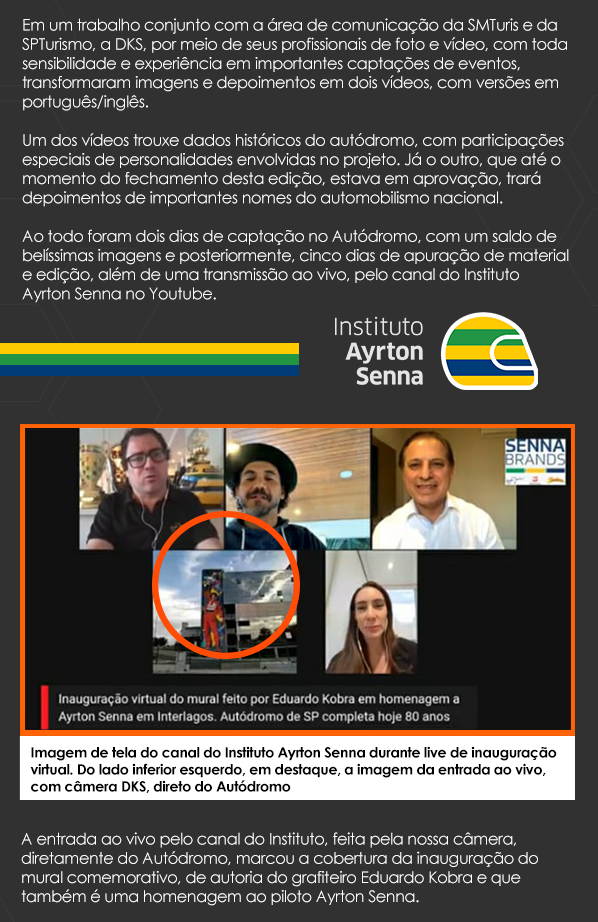 Em um trabalho conjunto com a área de comunicação da SMTuris e da
SPTurismo, a DKS, por meio de seus profissionais de foto e vídeo, com toda
sensibilidade e experiência em importantes captações de eventos,
transformaram imagens e depoimentos em dois vídeos, com versões em
português/inglês.
Um dos vídeos trouxe dados históricos do autódromo, com participações
especiais de personalidades envolvidas no projeto. Já o outro, que até o
momento do fechamento desta edição, estava em aprovação, trará
depoimentos de importantes nomes do automobilismo nacional.
Ao todo foram dois dias de captação no Autódromo, com um saldo de
belíssimas imagens e posteriormente, cinco dias de apuração de material
e edição, além de uma transmissão ao vivo, pelo canal do Instituto
Ayrton Senna no Youtube.
Instituto
Ayrton
Senna
SENNA
BRANDS
Inauguração virtual do mural feito por Eduardo Kobra em homenagem a
Ayrton Senna em Interlagos. Autódromo de SP completa hoje 80 anos
Imagem de tela do canal do Instituto Ayrton Senna durante live de inauguração
virtual. Do lado inferior esquerdo, em destaque, a imagem da entrada ao vivo,
com câmera DKS, direto do Autódromo
A entrada ao vivo pelo canal do Instituto, feita pela nossa câmera,
diretamente do Autódromo, marcou a cobertura da inauguração do
mural comemorativo, de autoria do grafiteiro Eduardo Kobra e que
também é uma homenagem ao piloto Ayrton Senna.